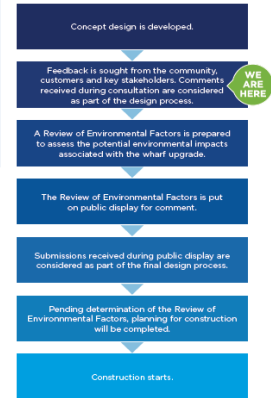 Concept design is developed.
Feedback is sought from the community,
customers and key stakeholders. Comments
received during consultation are considered
as part of the design process.
WE
ARE
HERE
A Review of Environmental Factors is prepared
to assess the potential environmental impacts
associated with the wharf upgrade.
The Review of Environmental Factors is put
on public display for comment.
Submissions received during public display are
considered as part of the final design process.
Pending determination of the Review of
Environnmental Factors, planning for construction
will be completed.
Construction starts.